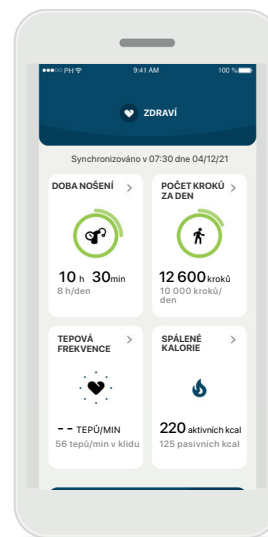 PH 9:41 AM 100 %
ZDRAVÍ
Synchronizováno v 07:30 dne 04/12/21
DOBA NOŠENÍ >
10 h 30min
8 h/den
POČET KROKŮ >
ZA DEN
12 600 kroků
10 000 kroků/
den
TEPOVÁ >
FREKVENCE
-- TEPŮ/MIN
56 tepů/min v klidu
SPÁLENÉ >
KALORIE
220 aktivních kcal
125 pasivních kcal